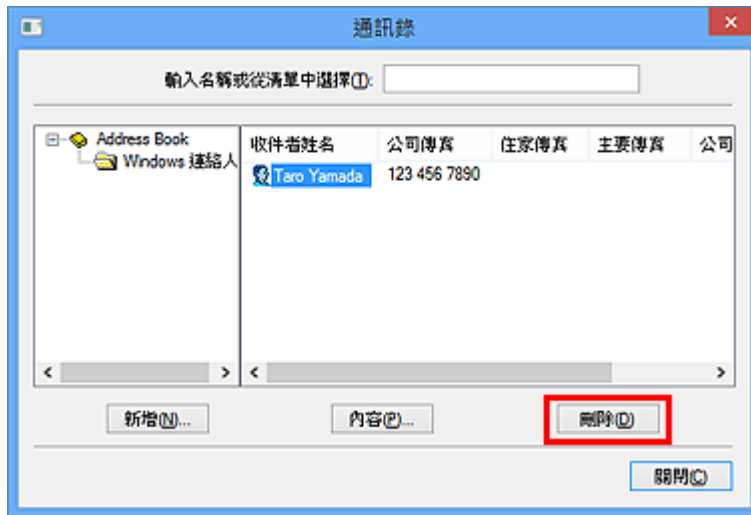 通訊錄
輸入名稱或從清單中選擇(T):
Address Book
Windows 連絡人
收件者姓名 公司傳真 住家傳真 主要傳真 公司
Taro Yamada 123 456 7890
新增(N)... 內容(P)... 刪除(D)
關閉(C)